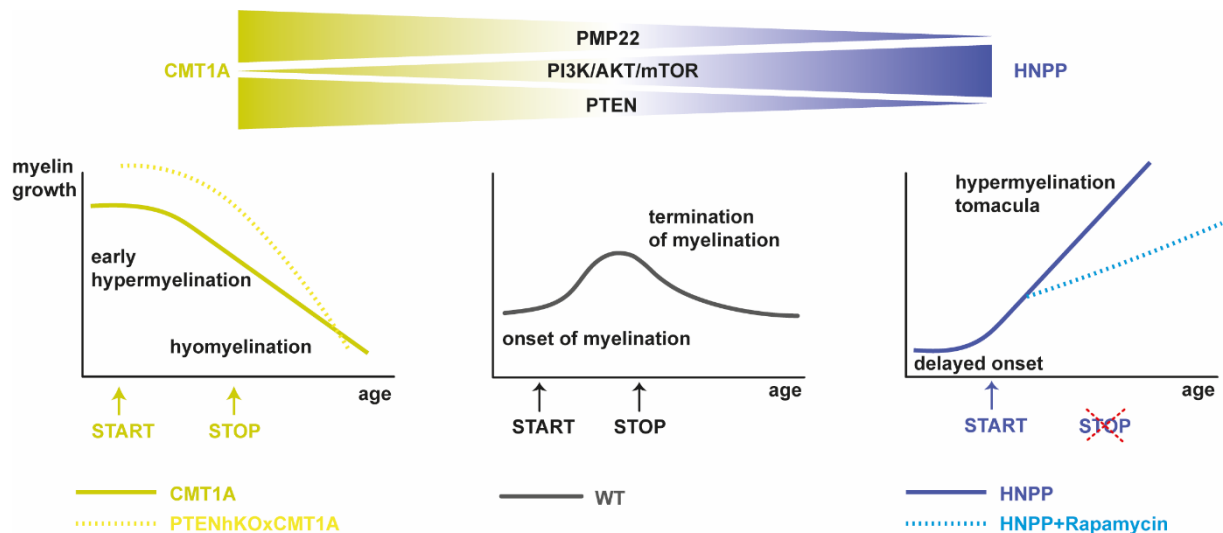 PMP22
CMT1A
PI3K/AKT/mTOR
HNPP
PTEN
myelin
growth
early
hypermyelination
hyomyelination
age
START
STOP
termination
of myelination
onset of myelination
age
START
STOP
hypermyelination
tomacula
delayed onset
age
START
STOP
CMT1A
PTENhKOxCMT1A
WT
HNPP
HNPP+Rapamycin